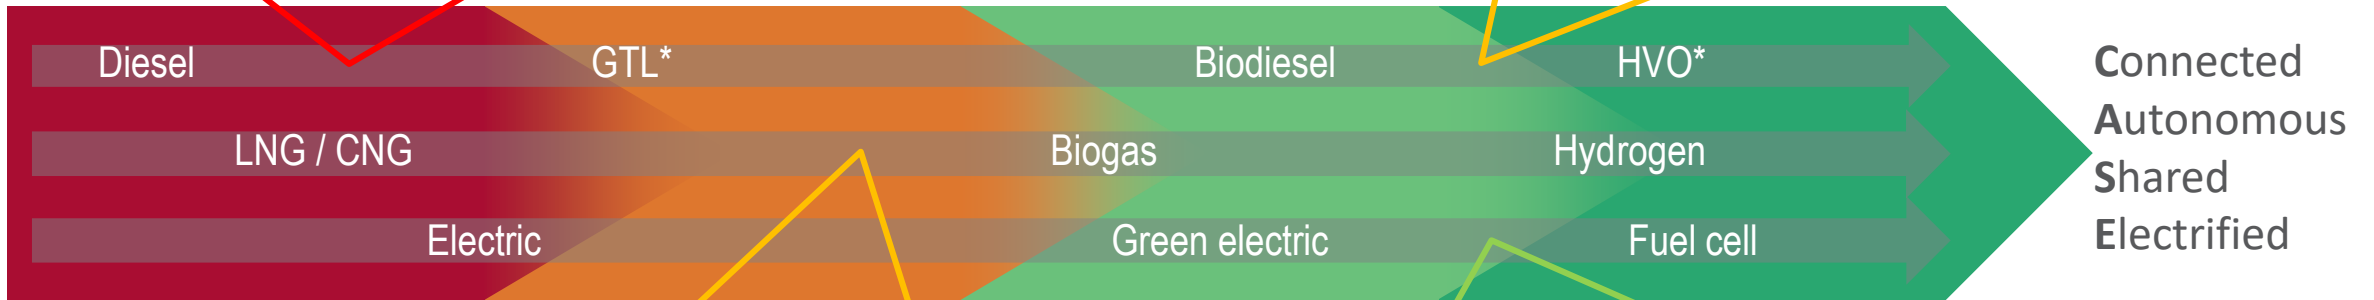 Diesel GTL* Biodiesel HVO*
LNG / CNG Biogas Hydrogen
Electric Green electric Fuel cell
Connected
Autonomous
Shared
Electrified